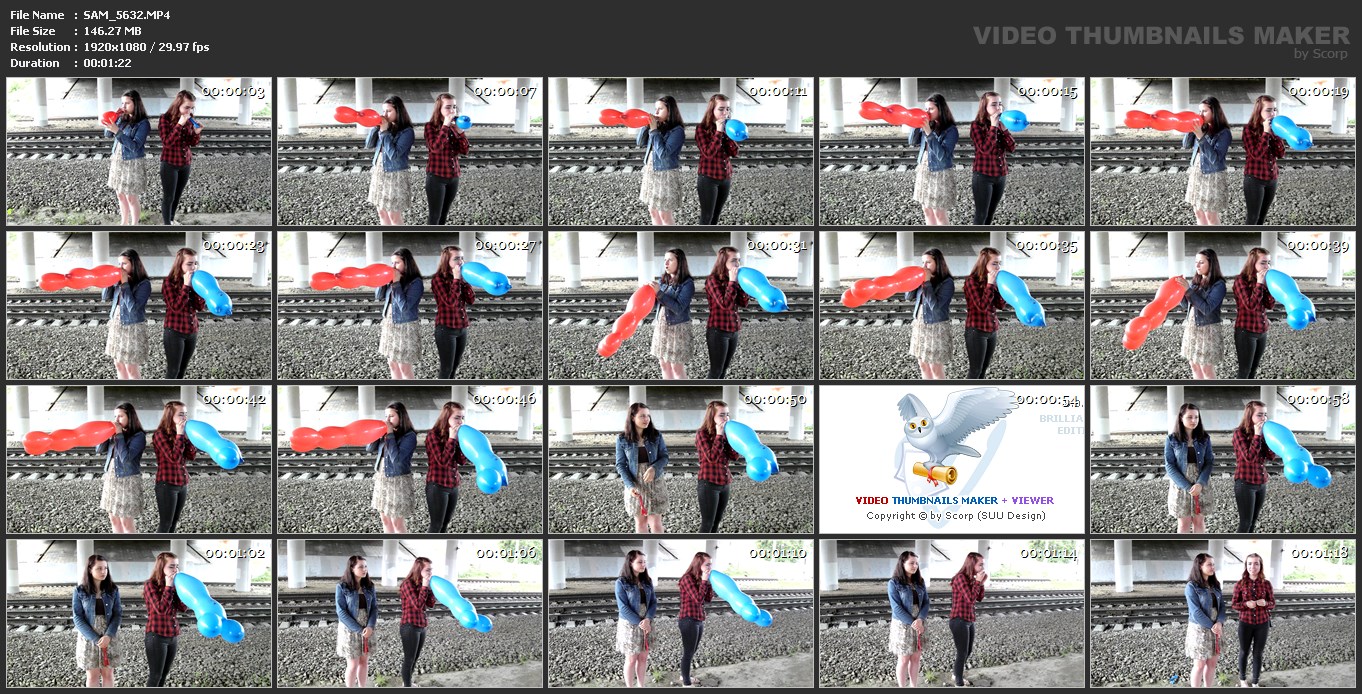 File Name : SAM_5632.MP4
File Size : 146.27 MB
Resolution : 1920x1080 / 29.97 fps
Duration : 00:01:22
VIDEO THUMBNAILS MAKER
by Scorp
00:00:03
00:00:07
00:00:11
00:00:15
00:00:19
00:00:23
00:00:27
00:00:31
00:00:35
00:00:39
00:00:42
00:00:46
00:00:50
00:00:54
BRILLIA
EDIT
VIDEO THUMBNAILS MAKER + VIEWER
Copyright © by Scorp (SUU Design)
00:00:58
00:01:02
00:01:06
00:01:10
00:01:14
00:01:18